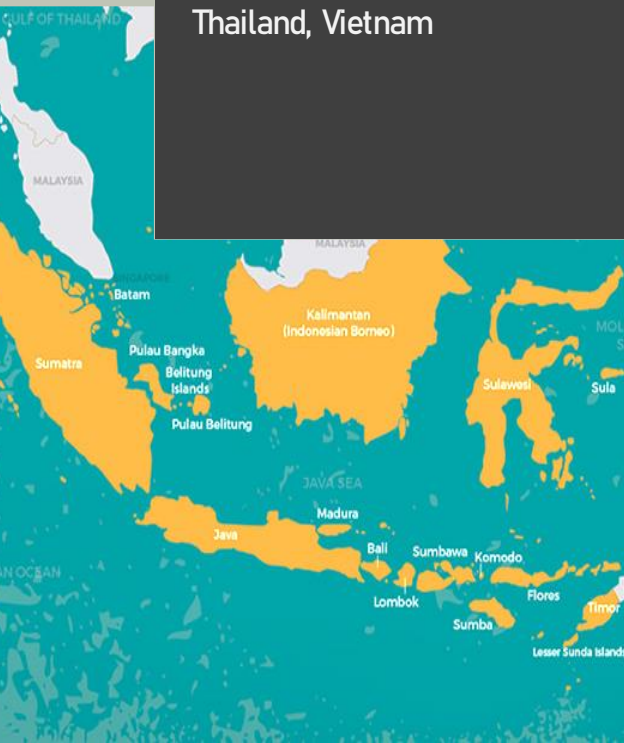 Thailand, Vietnam
GULF OF THAILAND
MALAYSIA
MALAYSIA
SINGAPORE
Batam
Kalimantan
(Indonesian Borneo)
Pulau Bangka
Sumatra
Belitung
Islands
Sulawesi
Sula
Pulau Belitung
JAVA SEA
Madura
Java
Bali
Sumbawa
Komodo
OCEAN
Lombok
Flores
Timor
Sumba
Lesser Sunda Islands